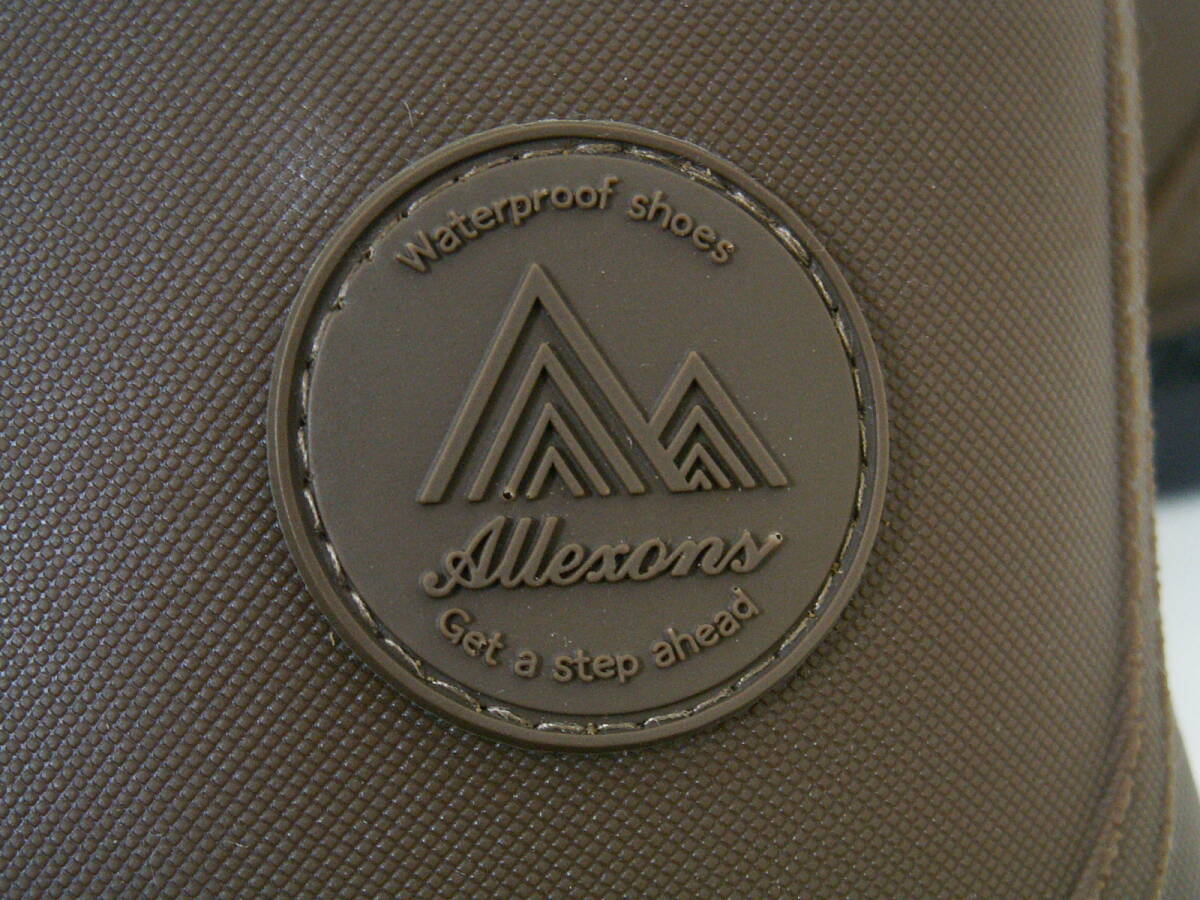 Waterproof shoes
Allexons
Get a step ahead